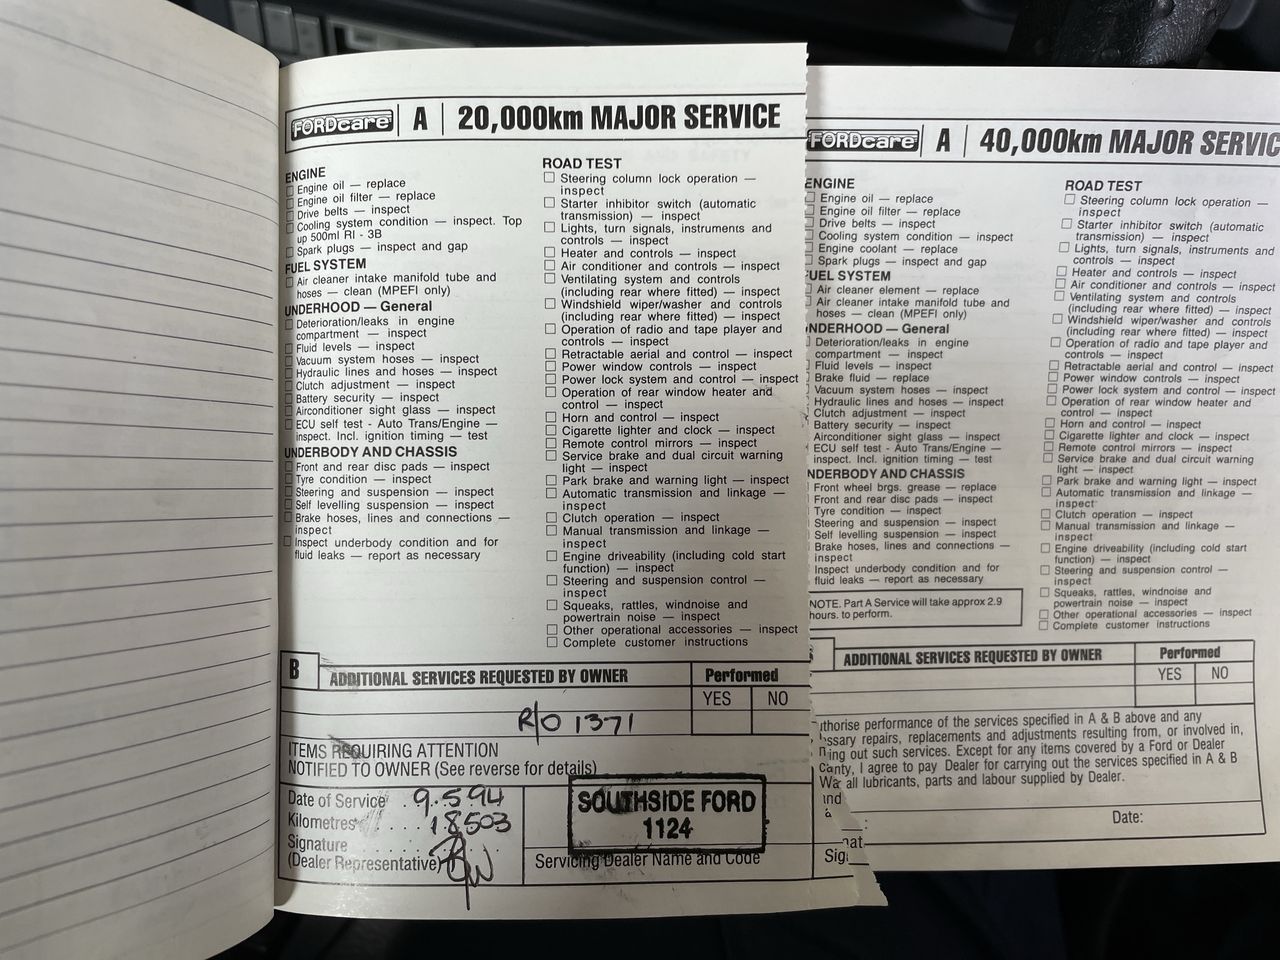 FORDcare A 20,000km MAJOR SERVICE
ENGINE
Engine oil — replace
Engine oil filter — replace
Drive belts — inspect
Cooling system condition — inspect. Top
up 500ml RI - 3B
Spark plugs — inspect and gap
FUEL SYSTEM
Air cleaner intake manifold tube and
hoses — clean (MPEFI only)
UNDERHOOD — General
Deterioration/leaks in engine
compartment — inspect
Fluid levels — inspect
Vacuum system hoses — inspect
Hydraulic lines and hoses — inspect
Clutch adjustment — inspect
Battery security — inspect
Airconditioner sight glass — inspect
ECU self test - Auto Trans/Engine —
inspect. Incl. ignition timing — test
UNDERBODY AND CHASSIS
Front and rear disc pads — inspect
Tyre condition — inspect
Steering and suspension — inspect
Self levelling suspension — inspect
Brake hoses, lines and connections —
inspect
Inspect underbody condition and for
fluid leaks — report as necessary
ROAD TEST
Steering column lock operation —
inspect
Starter inhibitor switch (automatic
transmission) — inspect
Lights, turn signals, instruments and
controls — inspect
Heater and controls — inspect
Air conditioner and controls — inspect
Ventilating system and controls
(including rear where fitted) — inspect
Windshield wiper/washer and controls
(including rear where fitted) — inspect
Operation of radio and tape player and
controls — inspect
Retractable aerial and control — inspect
Power window controls — inspect
Power lock system and control — inspect
Operation of rear window heater and
control — inspect
Horn and control — inspect
Cigarette lighter and clock — inspect
Remote control mirrors — inspect
Service brake and dual circuit warning
light — inspect
Park brake and warning light — inspect
Automatic transmission and linkage —
inspect
Clutch operation — inspect
Manual transmission and linkage —
inspect
Engine driveability (including cold start
function) — inspect
Steering and suspension control —
inspect
Squeaks, rattles, windnoise and
powertrain noise — inspect
Other operational accessories — inspect
Complete customer instructions
B ADDITIONAL SERVICES REQUESTED BY OWNER
Performed
YES NO
R/O 1371
ITEMS REQUIRING ATTENTION
NOTIFIED TO OWNER (See reverse for details)
Date of Service 9.5.94
Kilometres 18503
Signature
(Dealer Representative)
SOUTHSIDE FORD
1124
Servicing Dealer Name and Code
FORDcare A 40,000km MAJOR SERVIC
ENGINE
Engine oil — replace
Engine oil filter — replace
Drive belts — inspect
Cooling system condition — inspect
Engine coolant — replace
Spark plugs — inspect and gap
FUEL SYSTEM
Air cleaner element — replace
Air cleaner intake manifold tube and
hoses — clean (MPEFI only)
UNDERHOOD — General
Deterioration/leaks in engine
compartment — inspect
Fluid levels — inspect
Brake fluid — replace
Vacuum system hoses — inspect
Hydraulic lines and hoses — inspect
Clutch adjustment — inspect
Battery security — inspect
Airconditioner sight glass — inspect
ECU self test - Auto Trans/Engine —
inspect. Incl. ignition timing — test
UNDERBODY AND CHASSIS
Front wheel brgs. grease — replace
Front and rear disc pads — inspect
Tyre condition — inspect
Steering and suspension — inspect
Self levelling suspension — inspect
Brake hoses, lines and connections —
inspect
Inspect underbody condition and for
fluid leaks — report as necessary
NOTE. Part A Service will take approx 2.9
hours. to perform.
ROAD TEST
Steering column lock operation —
inspect
Starter inhibitor switch (automatic
transmission) — inspect
Lights, turn signals, instruments and
controls — inspect
Heater and controls — inspect
Air conditioner and controls — inspect
Ventilating system and controls
(including rear where fitted) — inspect
Windshield wiper/washer and controls
(including rear where fitted) — inspect
Operation of radio and tape player and
controls — inspect
Retractable aerial and control — inspect
Power window controls — inspect
Power lock system and control — inspect
Operation of rear window heater and
control — inspect
Horn and control — inspect
Cigarette lighter and clock — inspect
Remote control mirrors — inspect
Service brake and dual circuit warning
light — inspect
Park brake and warning light — inspect
Automatic transmission and linkage —
inspect
Clutch operation — inspect
Manual transmission and linkage —
inspect
Engine driveability (including cold start
function) — inspect
Steering and suspension control —
inspect
Squeaks, rattles, windnoise and
powertrain noise — inspect
Other operational accessories — inspect
Complete customer instructions
ADDITIONAL SERVICES REQUESTED BY OWNER
Performed
YES NO
thorise performance of the services specified in A & B above and any
ssary repairs, replacements and adjustments resulting from, or involved in,
ing out such services. Except for any items covered by a Ford or Dealer
anty, I agree to pay Dealer for carrying out the services specified in A & B
all lubricants, parts and labour supplied by Dealer.
Date: